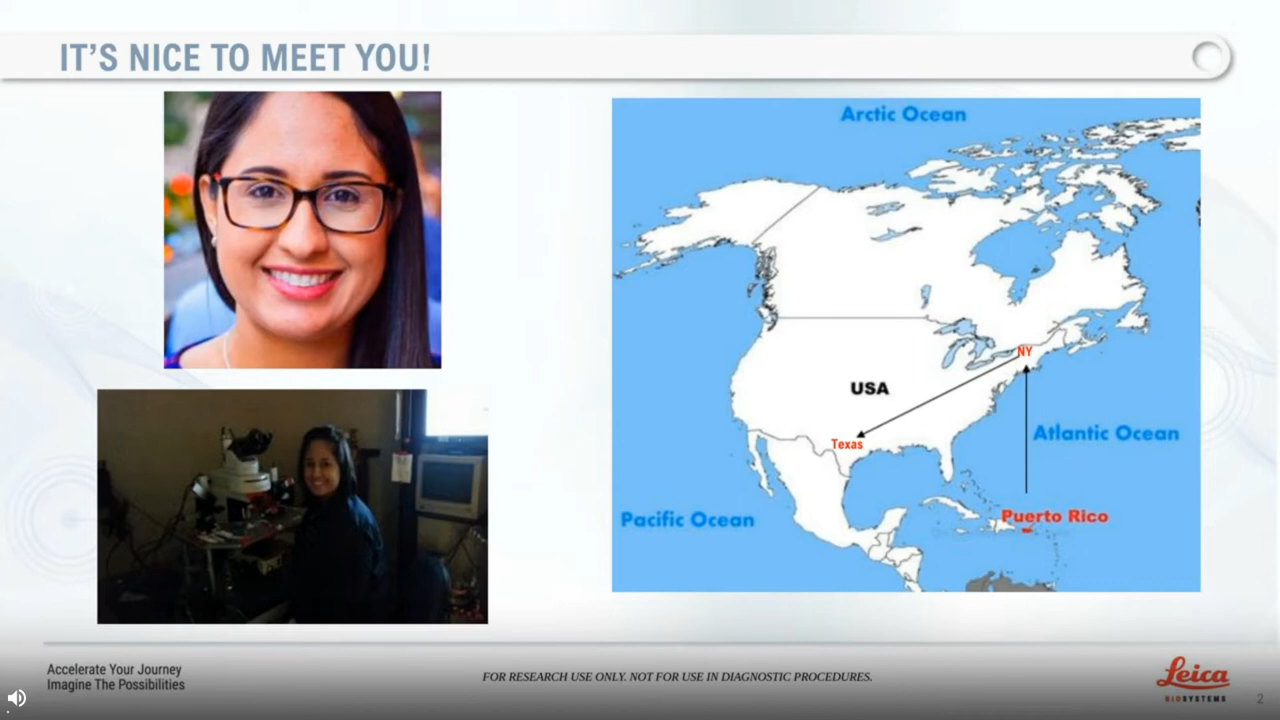 IT'S NICE TO MEET YOU!
Arctic Ocean
NY
USA
Texas
Atlantic Ocean
Pacific Ocean
Puerto Rico
Accelerate Your Journey
Imagine The Possibilities
FOR RESEARCH USE ONLY. NOT FOR USE IN DIAGNOSTIC PROCEDURES.
Leica
BIOSYSTEMS
2